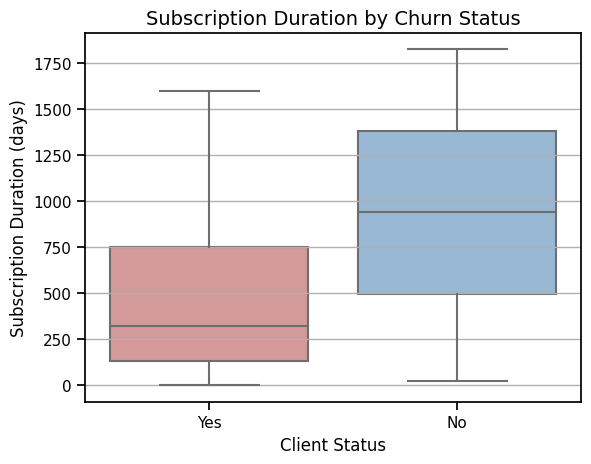 Subscription Duration by Churn Status
Subscription Duration (days)
1750
1500
1250
1000
750
500
250
0
Yes No
Client Status